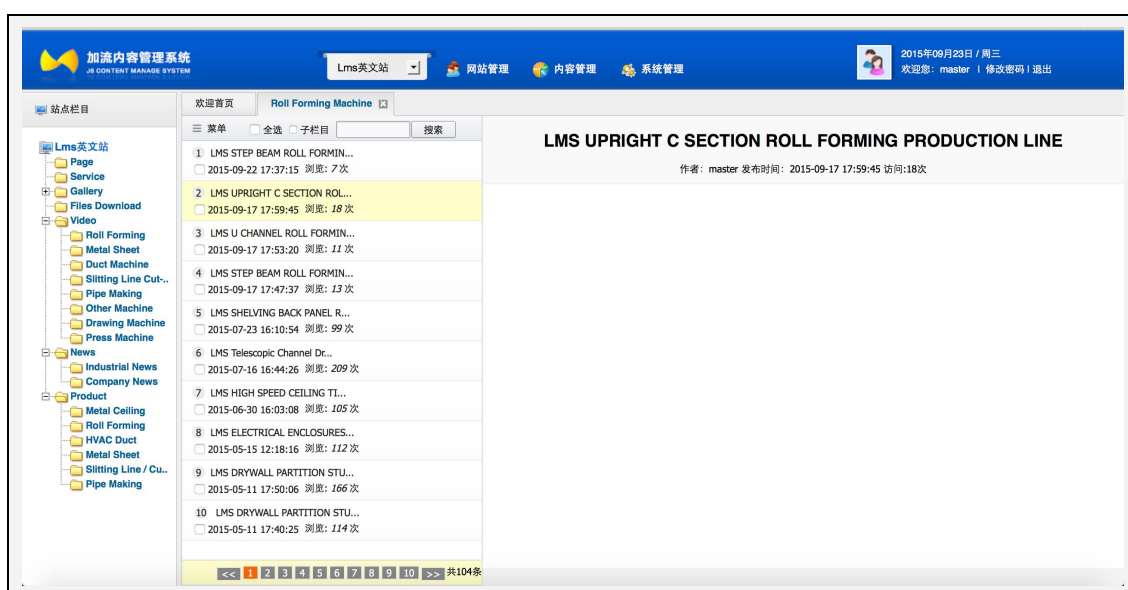 加流内容管理系统
J8 CONTENT MANAGE SYSTEM
Lms英文站
网站管理
内容管理
系统管理
2015年09月23日 / 周三
欢迎您: master | 修改密码 | 退出
站点栏目
欢迎首页
Roll Forming Machine
Lms英文站
Page
Service
Gallery
Files Download
Video
Roll Forming
Metal Sheet
Duct Machine
Slitting Line Cut-..
Pipe Making
Other Machine
Drawing Machine
Press Machine
News
Industrial News
Company News
Product
Metal Ceiling
Roll Forming
HVAC Duct
Metal Sheet
Slitting Line / Cu..
Pipe Making
菜单 全选 子栏目 搜索
1 LMS STEP BEAM ROLL FORMIN...
2015-09-22 17:37:15 浏览: 7 次
2 LMS UPRIGHT C SECTION ROL...
2015-09-17 17:59:45 浏览: 18 次
3 LMS U CHANNEL ROLL FORMIN...
2015-09-17 17:53:20 浏览: 11 次
4 LMS STEP BEAM ROLL FORMIN...
2015-09-17 17:47:37 浏览: 13 次
5 LMS SHELVING BACK PANEL R...
2015-07-23 16:10:54 浏览: 99 次
6 LMS Telescopic Channel Dr...
2015-07-16 16:44:26 浏览: 209 次
7 LMS HIGH SPEED CEILING TI...
2015-06-30 16:03:08 浏览: 105 次
8 LMS ELECTRICAL ENCLOSURES...
2015-05-15 12:18:16 浏览: 112 次
9 LMS DRYWALL PARTITION STU...
2015-05-11 17:50:06 浏览: 166 次
10 LMS DRYWALL PARTITION STU...
2015-05-11 17:40:25 浏览: 114 次
<< 1 2 3 4 5 6 7 8 9 10 >> 共104条
LMS UPRIGHT C SECTION ROLL FORMING PRODUCTION LINE
作者: master 发布时间: 2015-09-17 17:59:45 访问:18次